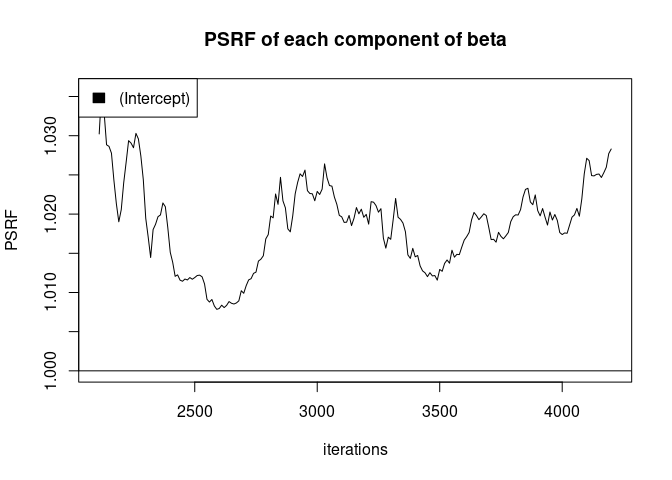 PSRF of each component of beta
(Intercept)
PSRF
1.030
1.020
1.010
1.000
2500 3000 3500 4000
iterations